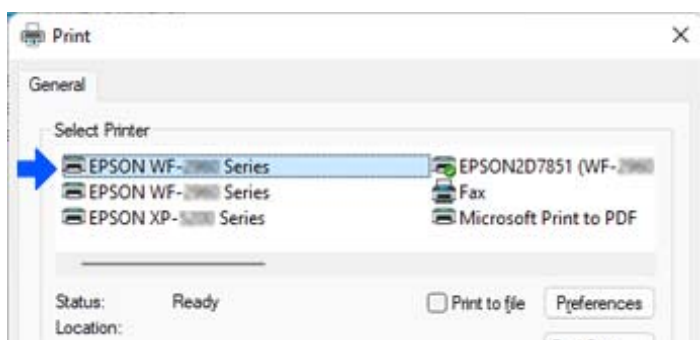 Print
General
Select Printer
EPSON WF- Series
EPSON2D7851 (WF-
EPSON WF- Series
Fax
EPSON XP- Series
Microsoft Print to PDF
Status: Ready
Print to file
Preferences
Location: